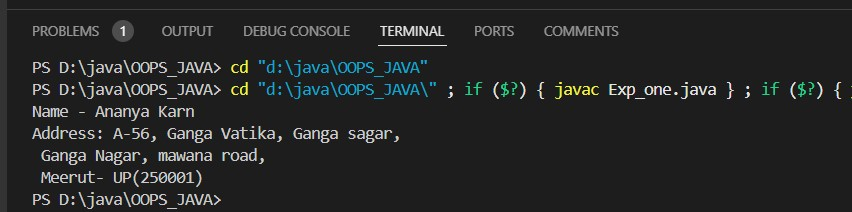 PROBLEMS 1 OUTPUT DEBUG CONSOLE TERMINAL PORTS COMMENTS
PS D:\java\OOPS_JAVA> cd "d:\java\OOPS_JAVA"
PS D:\java\OOPS_JAVA> cd "d:\java\OOPS_JAVA\" ; if ($?) { javac Exp_one.java } ; if ($?) {
Name - Ananya Karn
Address: A-56, Ganga Vatika, Ganga sagar,
 Ganga Nagar, mawana road,
 Meerut- UP(250001)
PS D:\java\OOPS_JAVA>